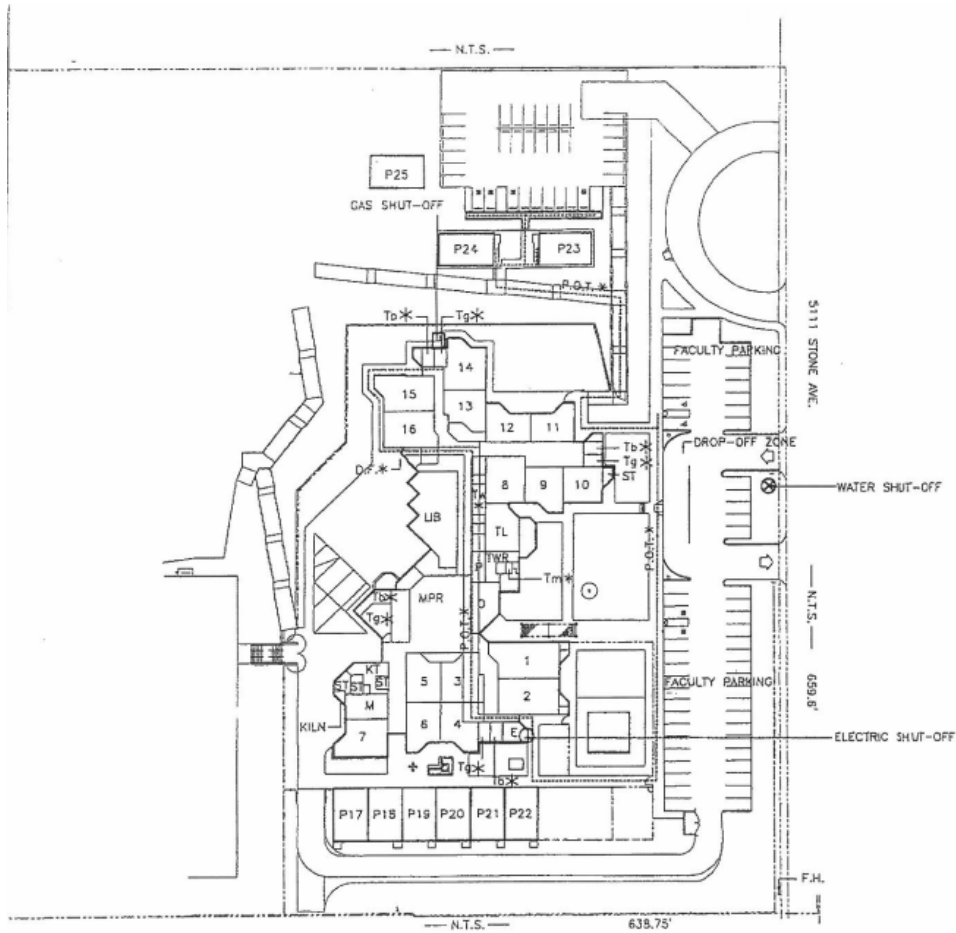 N.T.S.
P25
GAS SHUT-OFF
P24
P23
P.O.T.*
Tb*
Tg*
5111 STONE AVE.
FACULTY PARKING
14
15
13
16
12
11
DROP-OFF ZONE
Tb*
Tg*
ST
8
9
10
WATER SHUT-OFF
LIB
TL
P.O.T.*
TWR
P
Tm*
MPR
Tb*
Tg*
P.O.T.*
N.T.S.
1
KT
5
3
ST
ST
M
2
FACULTY PARKING
659.6'
KILN
7
6
4
E
ELECTRIC SHUT-OFF
Tg*
Tb*
P17
P18
P19
P20
P21
P22
F.H.
N.T.S.
638.75'